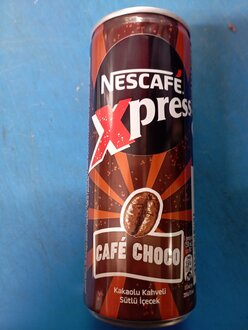 NESCAFÉ
Xpress
CAFÉ CHOCO
Kakaolu Kahveli
Sütlü İçecek